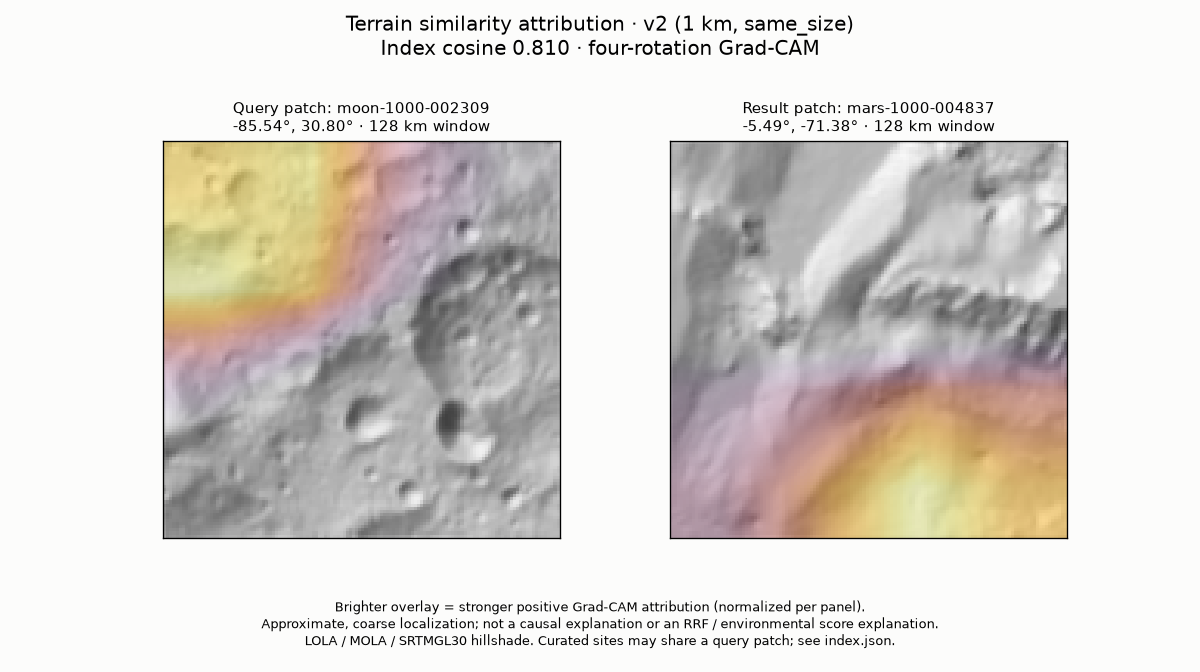 Terrain similarity attribution · v2 (1 km, same_size)
Index cosine 0.810 · four-rotation Grad-CAM
Query patch: moon-1000-002309
-85.54°, 30.80° · 128 km window
Result patch: mars-1000-004837
-5.49°, -71.38° · 128 km window
Brighter overlay = stronger positive Grad-CAM attribution (normalized per panel).
Approximate, coarse localization; not a causal explanation or an RRF / environmental score explanation.
LOLA / MOLA / SRTMGL30 hillshade. Curated sites may share a query patch; see index.json.